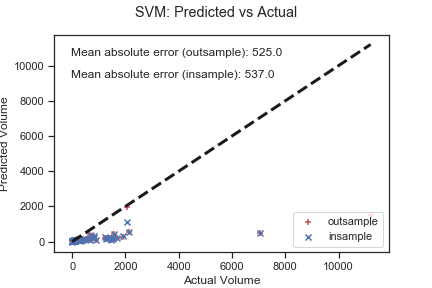 SVM: Predicted vs Actual
Mean absolute error (outsample): 525.0
Mean absolute error (insample): 537.0
Predicted Volume
10000
8000
6000
4000
2000
0
0 2000 4000 6000 8000 10000
Actual Volume
outsample
insample